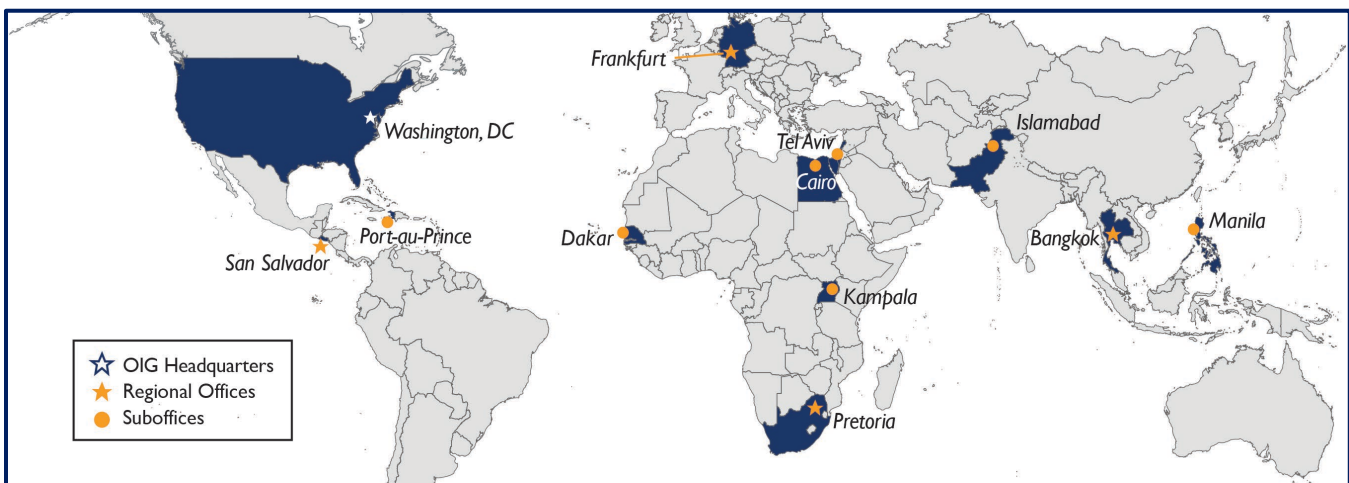 Frankfurt
Washington, DC
Islamabad
Tel Aviv
Cairo
Port-au-Prince
Dakar
Manila
Bangkok
San Salvador
Kampala
OIG Headquarters
Regional Offices
Suboffices
Pretoria